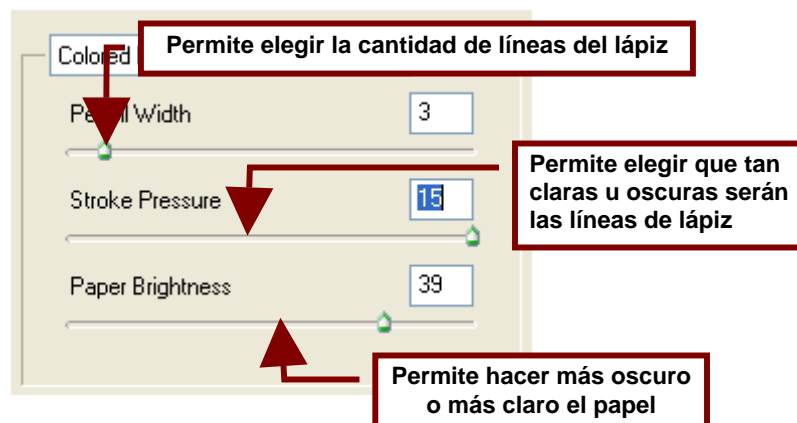 Permite elegir la cantidad de líneas del lápiz
Colored
Width
3
Permite elegir que tan
claras u oscuras serán
las líneas de lápiz
Stroke Pressure
15
Paper Brightness
39
Permite hacer más oscuro
o más claro el papel